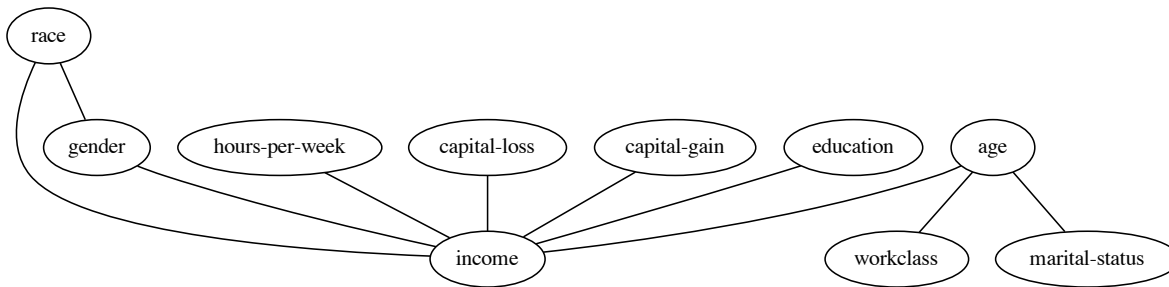 race
gender
hours-per-week
capital-loss
capital-gain
education
age
income
workclass
marital-status